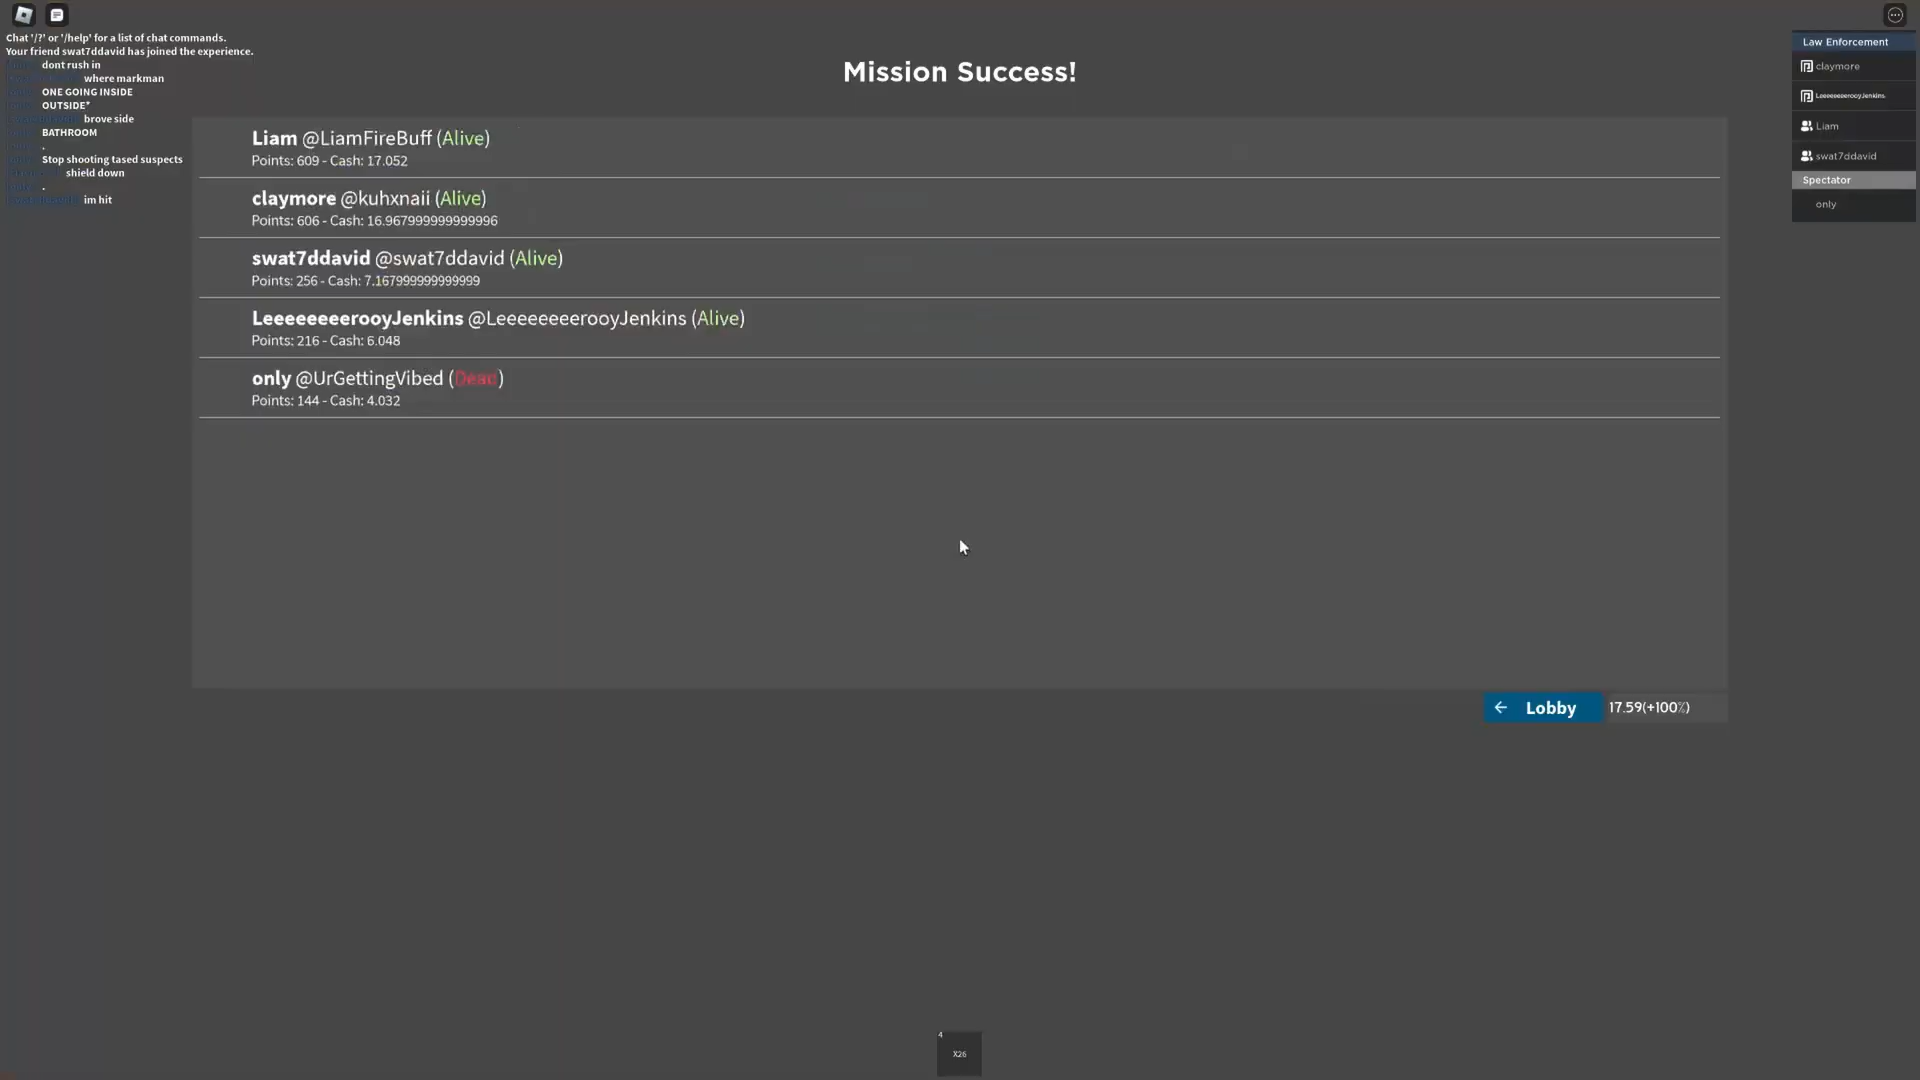 Chat '/?' or '/help' for a list of chat commands.
Your friend swat7ddavid has joined the experience.
dont rush in
where markman
ONE GOING INSIDE
OUTSIDE*
brove side
BATHROOM
.
Stop shooting tased suspects
shield down
.
im hit
Mission Success!
Liam @LiamFireBuff (Alive)
Points: 609 - Cash: 17.052
claymore @kuhxnaii (Alive)
Points: 606 - Cash: 16.967999999999996
swat7ddavid @swat7ddavid (Alive)
Points: 256 - Cash: 7.167999999999999
LeeeeeeeerooyJenkins @LeeeeeeeerooyJenkins (Alive)
Points: 216 - Cash: 6.048
only @UrGettingVibed (Dead)
Points: 144 - Cash: 4.032
Lobby
17.59(+100%)
Law Enforcement
claymore
LeeeeeeeerooyJenkins
Liam
swat7ddavid
Spectator
only
4
X26